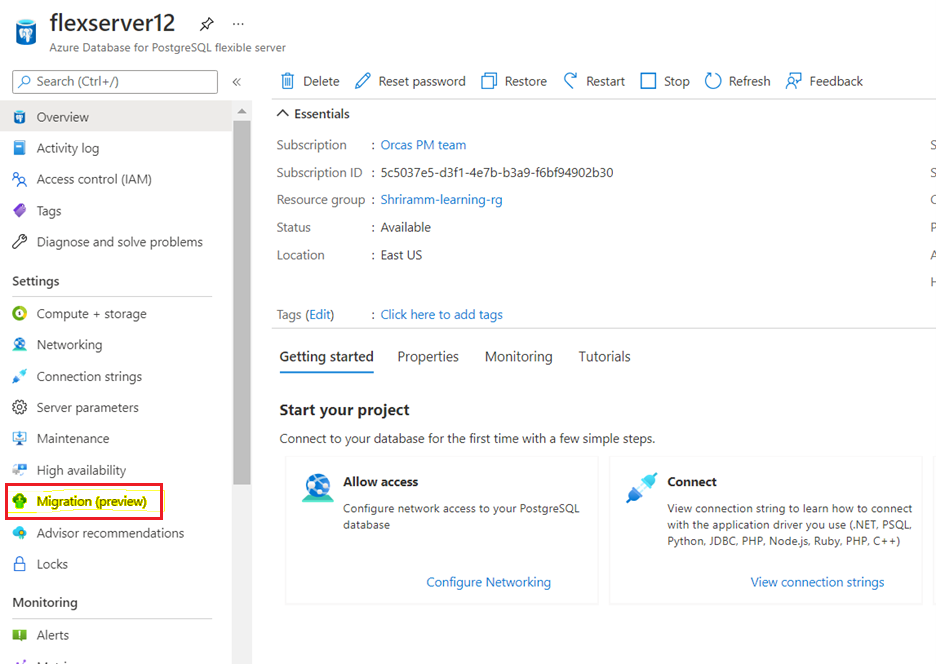 flexserver12
...
Azure Database for PostgreSQL flexible server
Search (Ctrl+/)
«
Overview
Activity log
Access control (IAM)
Tags
Diagnose and solve problems
Settings
Compute + storage
Networking
Connection strings
Server parameters
Maintenance
High availability
Migration (preview)
Advisor recommendations
Locks
Monitoring
Alerts
Delete Reset password Restore Restart Stop Refresh Feedback
Essentials
Subscription : Orcas PM team
Subscription ID : 5c5037e5-d3f1-4e7b-b3a9-f6bf94902b30
Resource group : Shriramm-learning-rg
Status : Available
Location : East US
Tags (Edit) : Click here to add tags
Getting started Properties Monitoring Tutorials
Start your project
Connect to your database for the first time with a few simple steps.
Allow access
Configure network access to your PostgreSQL
database
Configure Networking
Connect
View connection string to learn how to connect
with the application driver you use (.NET, PSQL,
Python, JDBC, PHP, Node.js, Ruby, PHP, C++)
View connection strings